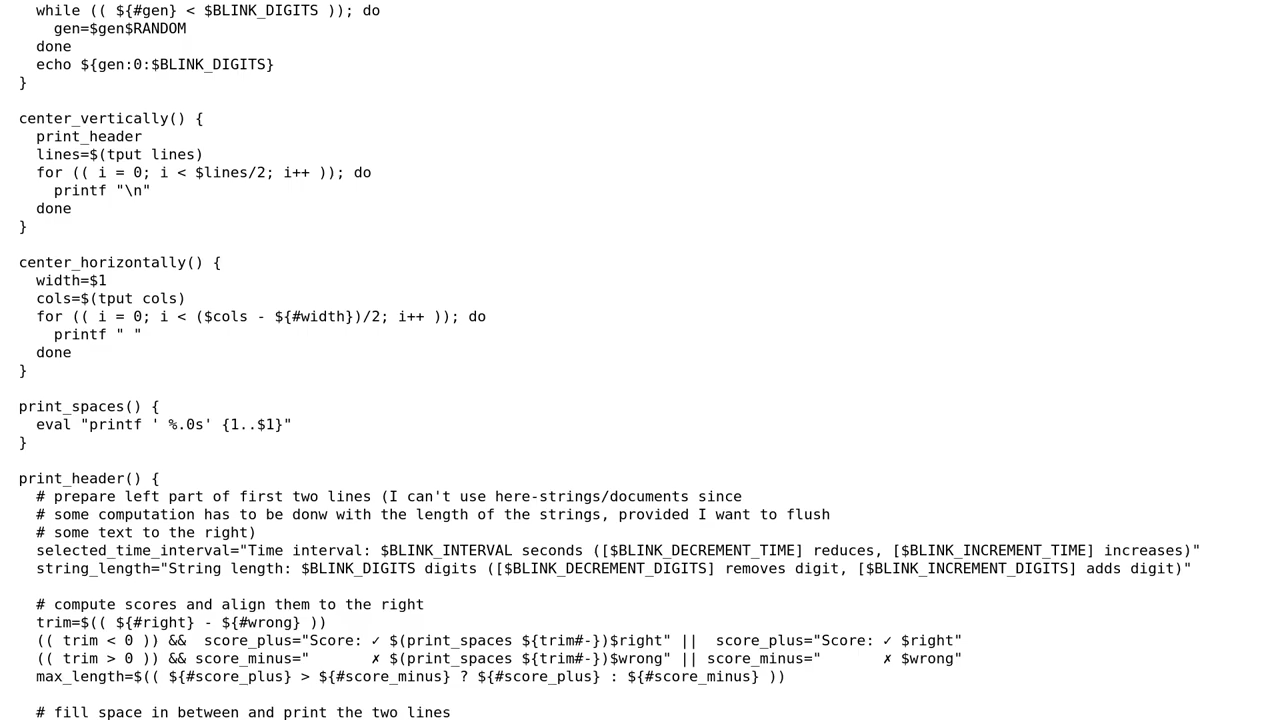 while (( ${#gen} < $BLINK_DIGITS )); do
    gen=$gen$RANDOM
  done
  echo ${gen:0:$BLINK_DIGITS}
}

center_vertically() {
  print_header
  lines=$(tput lines)
  for (( i = 0; i < $lines/2; i++ )); do
    printf "\n"
  done
}

center_horizontally() {
  width=$1
  cols=$(tput cols)
  for (( i = 0; i < ($cols - ${#width})/2; i++ )); do
    printf " "
  done
}

print_spaces() {
  eval "printf ' %.0s' {1..$1}"
}

print_header() {
  # prepare left part of first two lines (I can't use here-strings/documents since
  # some computation has to be donw with the length of the strings, provided I want to flush
  # some text to the right)
  selected_time_interval="Time interval: $BLINK_INTERVAL seconds ([$BLINK_DECREMENT_TIME] reduces, [$BLINK_INCREMENT_TIME] increases)"
  string_length="String length: $BLINK_DIGITS digits ([$BLINK_DECREMENT_DIGITS] removes digit, [$BLINK_INCREMENT_DIGITS] adds digit)"

  # compute scores and align them to the right
  trim=$(( ${#right} - ${#wrong} ))
  (( trim < 0 )) &&  score_plus="Score: ✓ $(print_spaces ${trim#-})$right" ||  score_plus="Score: ✓ $right"
  (( trim > 0 )) && score_minus="       ✗ $(print_spaces ${trim#-})$wrong" || score_minus="       ✗ $wrong"
  max_length=$(( ${#score_plus} > ${#score_minus} ? ${#score_plus} : ${#score_minus} ))

  # fill space in between and print the two lines